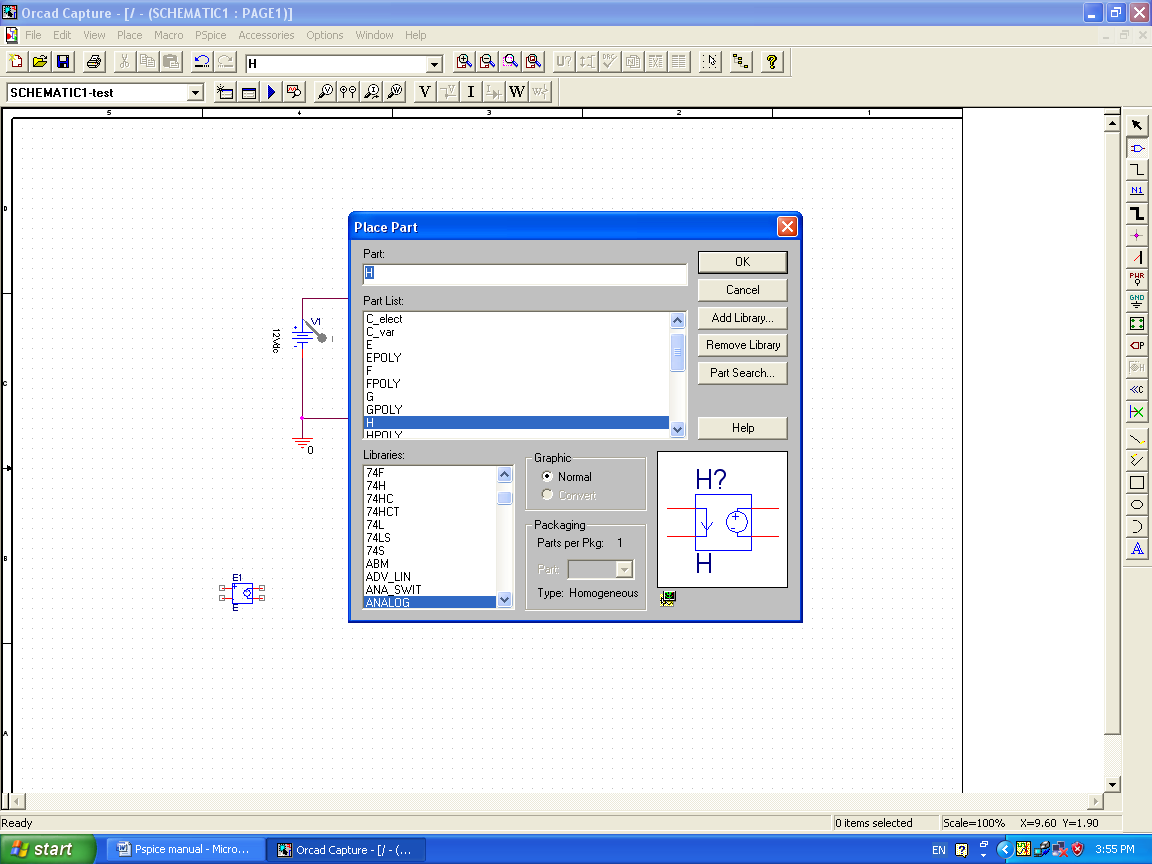 Orcad Capture - [/ - (SCHEMATIC1 : PAGE1)]
File Edit View Place Macro PSpice Accessories Options Window Help
H
U? DRC
SCHEMATIC1-test
V V I W
V V I I W W
5 4 3 2 1
D
C
B
A
V1
12Vdc
I
0
E1
E
Place Part
Part:
H
Part List:
C_elect
C_var
E
EPOLY
F
FPOLY
G
GPOLY
H
HPOLY
Libraries:
74F
74H
74HC
74HCT
74L
74LS
74S
ABM
ADV_LIN
ANA_SWIT
ANALOG
Graphic
Normal
Convert
Packaging
Parts per Pkg: 1
Part:
Type: Homogeneous
OK
Cancel
Add Library...
Remove Library
Part Search...
Help
H?
H
N1
PWR
GND
A
Ready
0 items selected
Scale=100% X=9.60 Y=1.90
start
Pspice manual - Micro...
Orcad Capture - [/ - (...
EN
3:55 PM